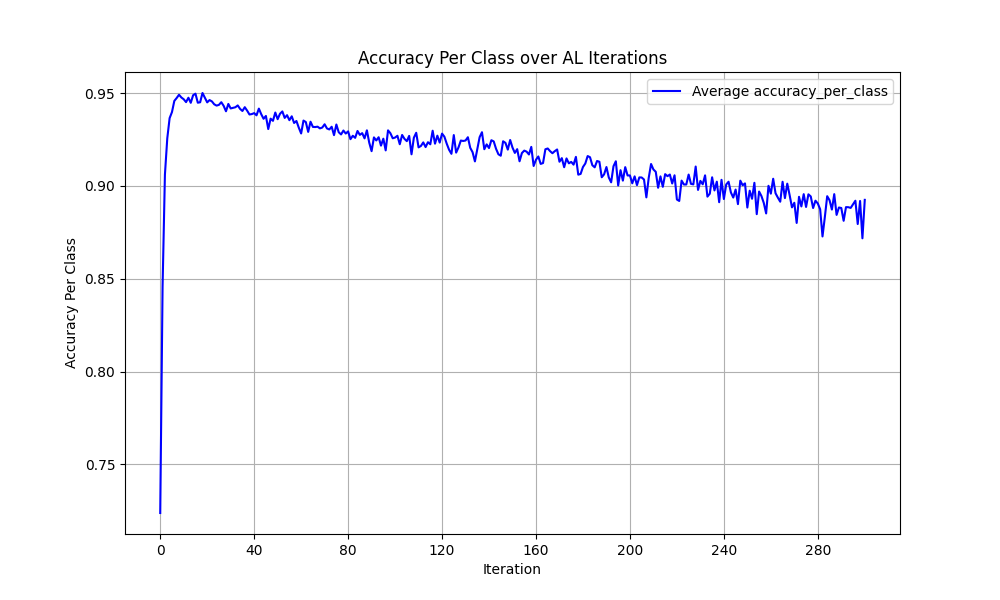 Accuracy Per Class over AL Iterations
Average accuracy_per_class
Accuracy Per Class
0.95
0.90
0.85
0.80
0.75
0 40 80 120 160 200 240 280
Iteration